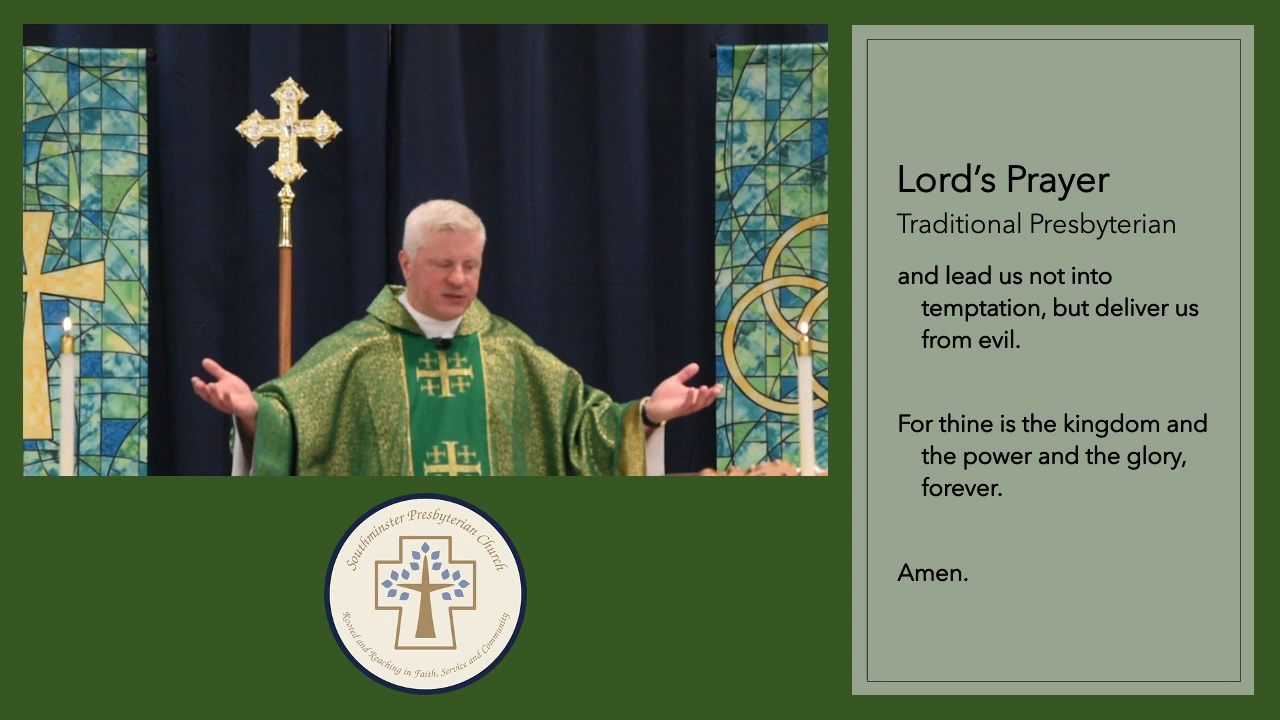 Lord’s Prayer
Traditional Presbyterian
and lead us not into
temptation, but deliver us
from evil.
For thine is the kingdom and
the power and the glory,
forever.
Amen.
Southminster Presbyterian Church
Rooted and Reaching in Faith, Service and Community